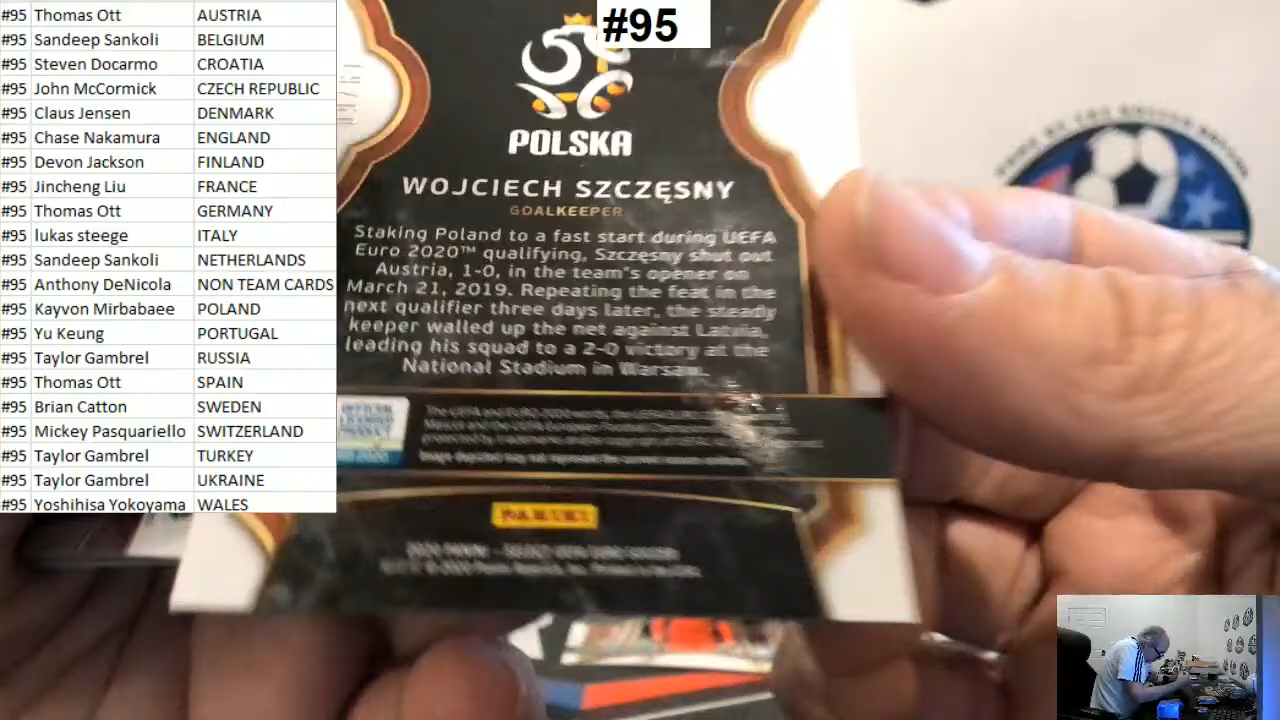 #95 Thomas Ott AUSTRIA
#95 Sandeep Sankoli BELGIUM
#95 Steven Docarmo CROATIA
#95 John McCormick CZECH REPUBLIC
#95 Claus Jensen DENMARK
#95 Chase Nakamura ENGLAND
#95 Devon Jackson FINLAND
#95 Jincheng Liu FRANCE
#95 Thomas Ott GERMANY
#95 lukas steege ITALY
#95 Sandeep Sankoli NETHERLANDS
#95 Anthony DeNicola NON TEAM CARDS
#95 Kayvon Mirbabaee POLAND
#95 Yu Keung PORTUGAL
#95 Taylor Gambrel RUSSIA
#95 Thomas Ott SPAIN
#95 Brian Catton SWEDEN
#95 Mickey Pasquariello SWITZERLAND
#95 Taylor Gambrel TURKEY
#95 Taylor Gambrel UKRAINE
#95 Yoshihisa Yokoyama WALES
#95
POLSKA
WOJCIECH SZCZĘSNY
GOALKEEPER
Staking Poland to a fast start during UEFA
Euro 2020™ qualifying, Szczęsny shut out
Austria, 1-0, in the team's opener on
March 21, 2019. Repeating the feat in the
next qualifier three days later, the steady
keeper walled up the net against Latvia,
leading his squad to a 2-0 victory at the
National Stadium in Warsaw.
OFFICIAL
LICENSED
PRODUCT
PANINI